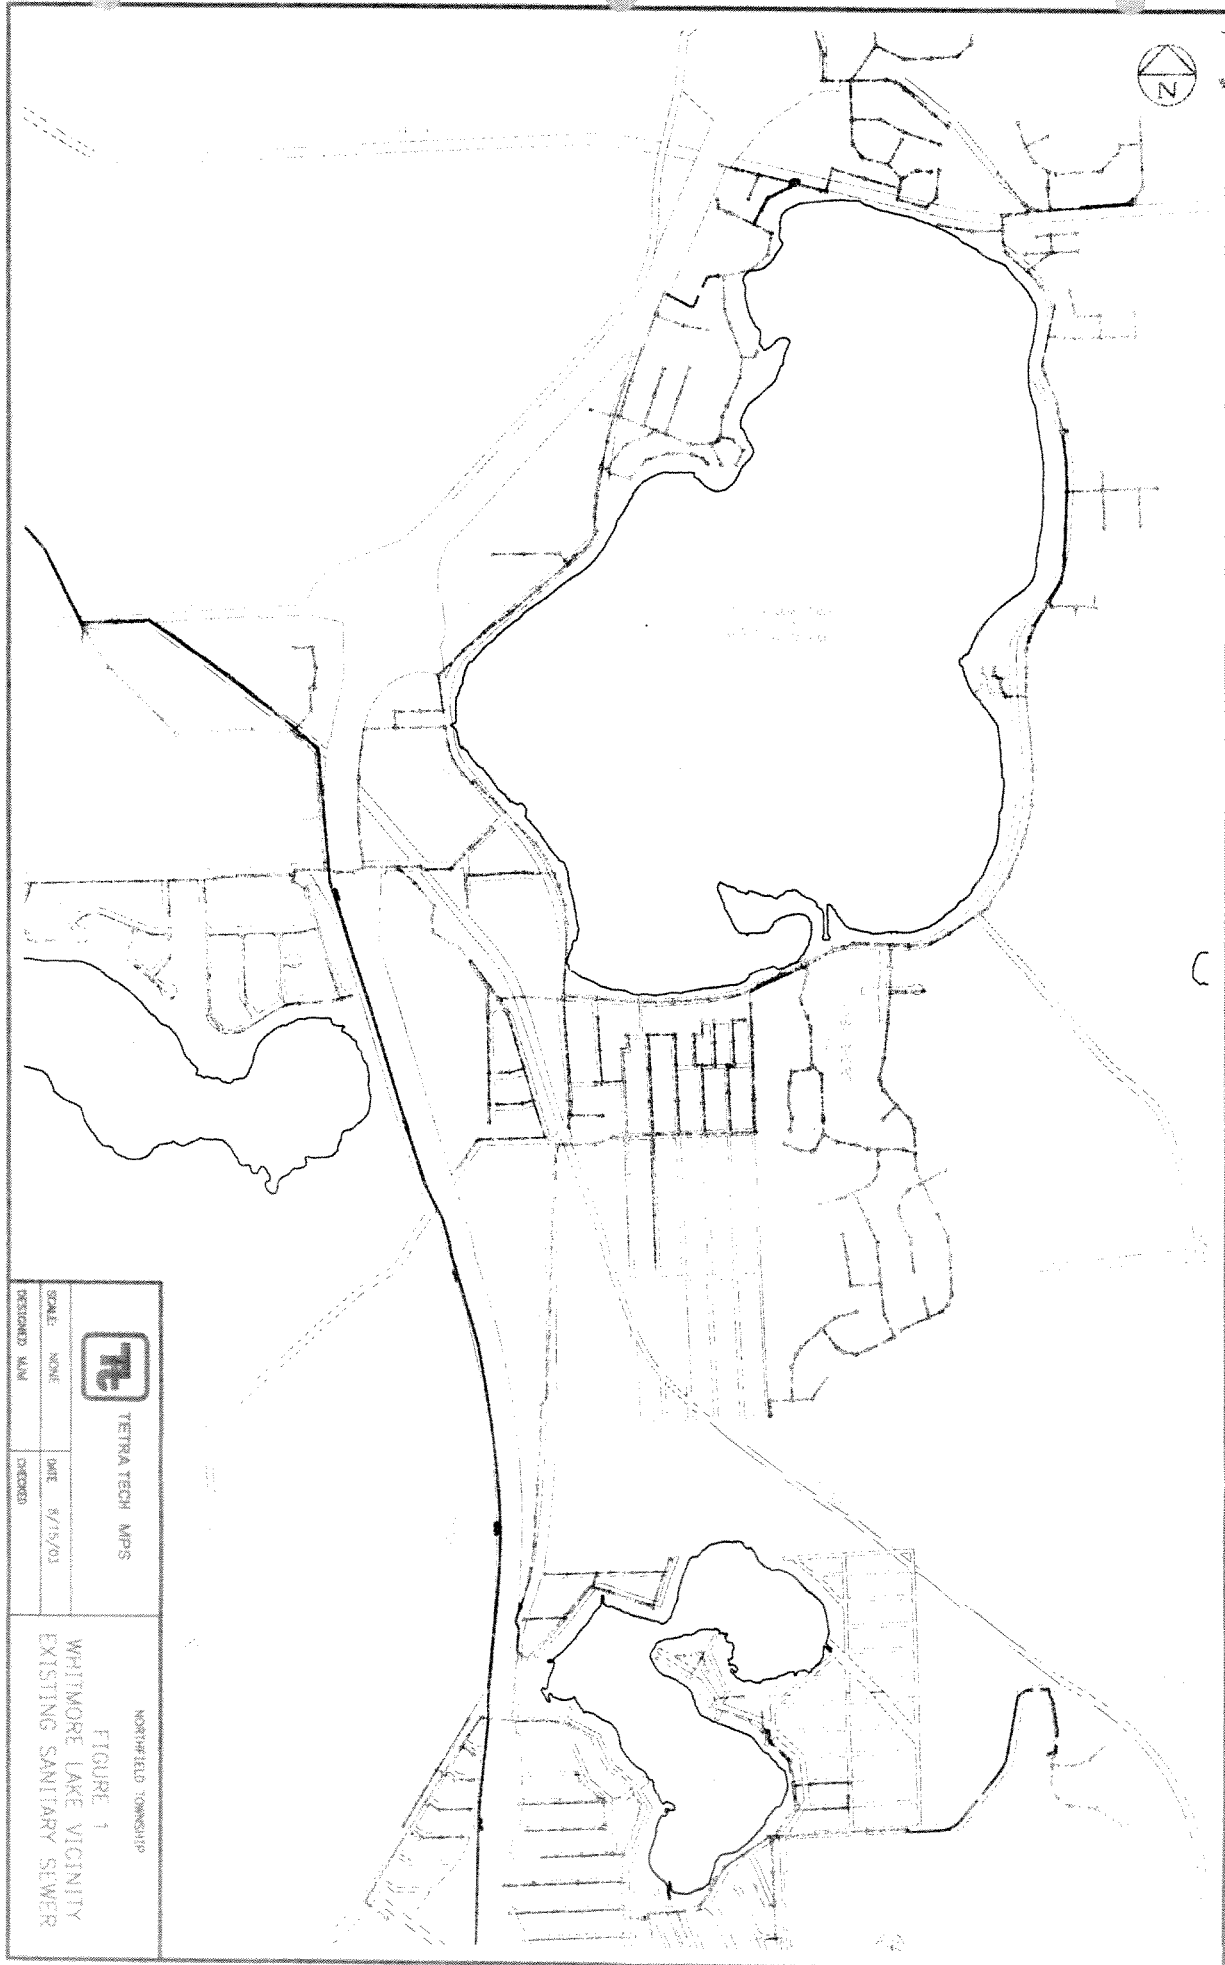 N
Tt
TETRA TECH MPS
SCALE: NONE
DATE 8/15/03
DESIGNED MJM
CHECKED
NORTHFIELD TOWNSHIP
FIGURE 1
WHITMORE LAKE VICINITY
EXISTING SANITARY SEWER